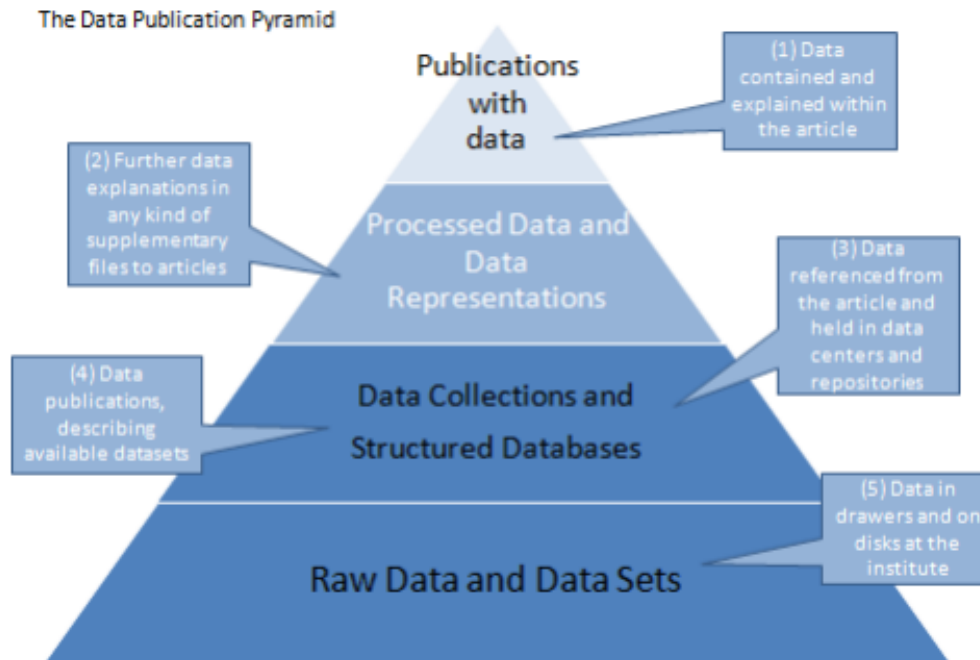 The Data Publication Pyramid
Publications
with
data
(1) Data
contained and
explained within
the article
(2) Further data
explanations in
any kind of
supplementary
files to articles
Processed Data and
Data
Representations
(3) Data
referenced from
the article and
held in data
centers and
repositories
(4) Data
publications,
describing
available datasets
Data Collections and
Structured Databases
(5) Data in
drawers and on
disks at the
institute
Raw Data and Data Sets